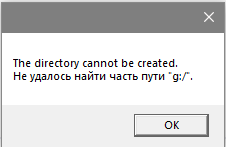 The directory cannot be created.
Не удалось найти часть пути "g:/".
OK